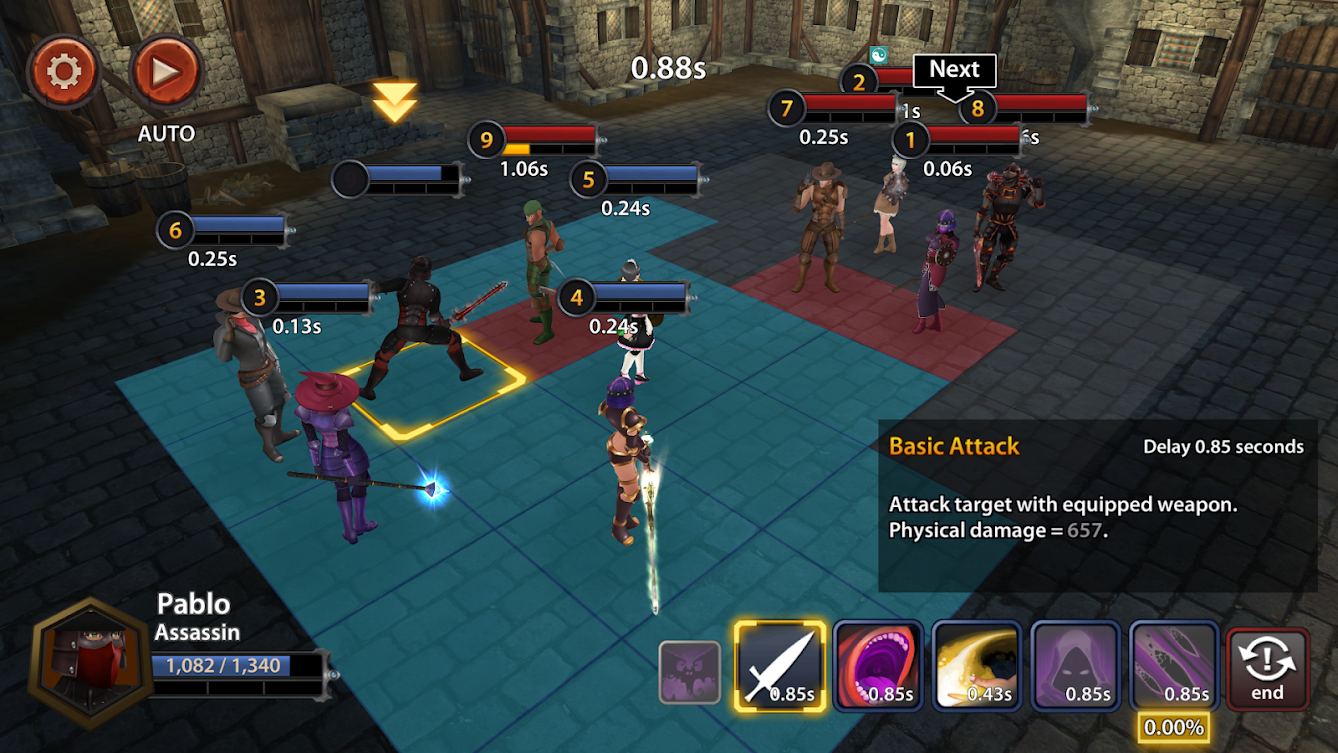 0.88s
Next
AUTO
2
7
1s
8
0.25s
9
1
6s
1.06s
0.06s
5
0.24s
6
0.25s
3
4
0.13s
0.24s
Basic Attack
Delay 0.85 seconds
Attack target with equipped weapon.
Physical damage = 657.
Pablo
Assassin
1,082 / 1,340
0.85s
0.85s
0.43s
0.85s
0.85s
end
0.00%